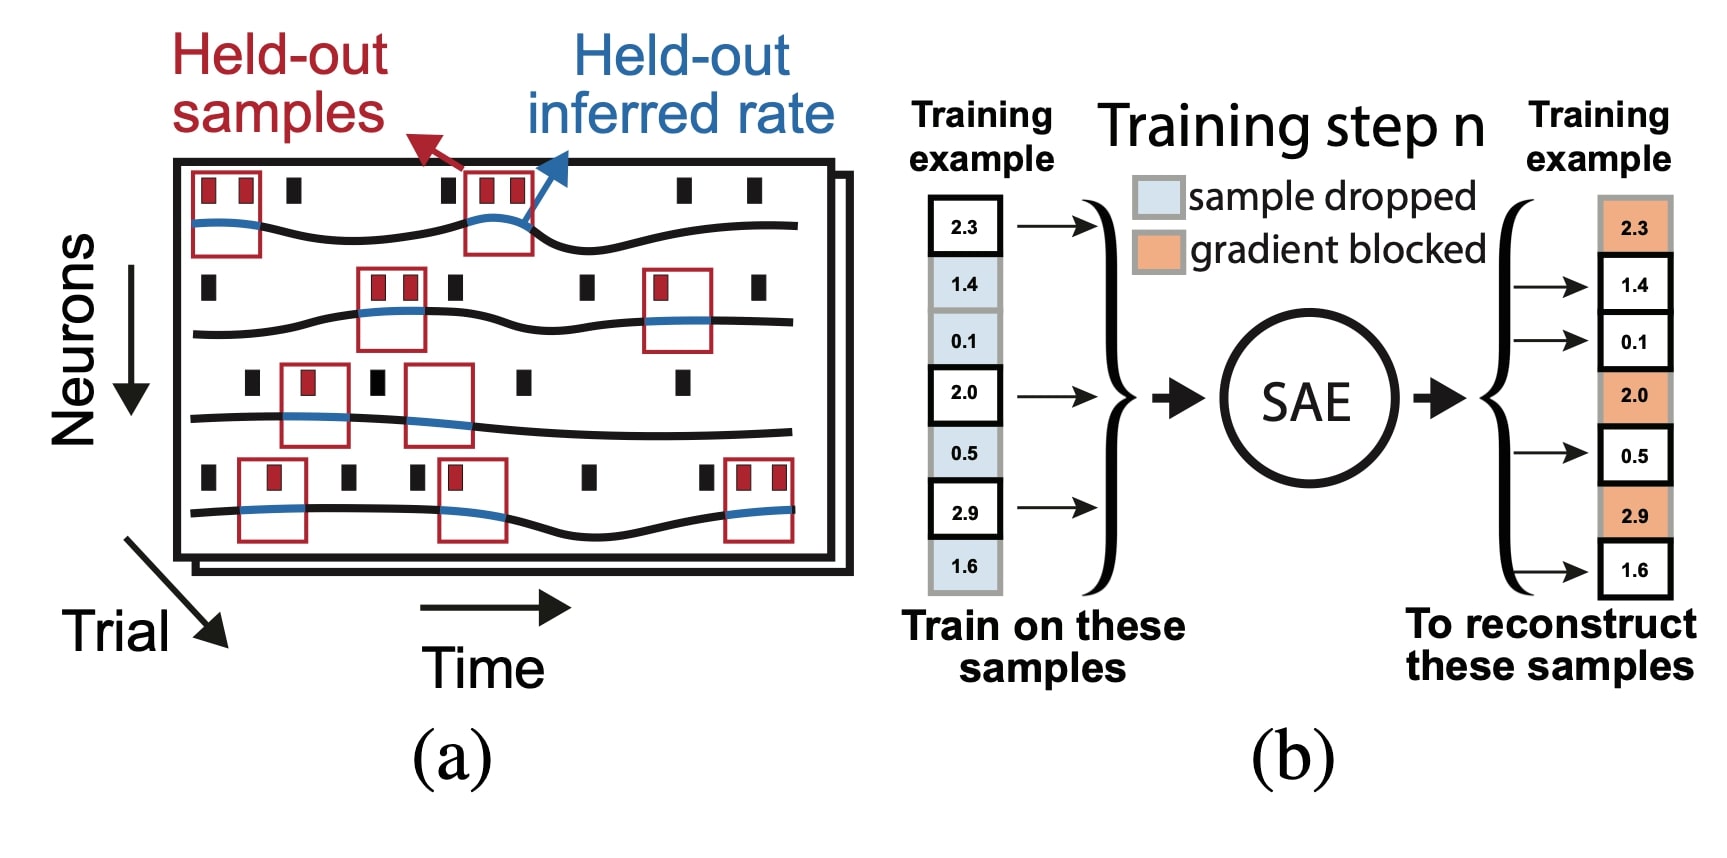 Held-out
samples
Held-out
inferred rate
Neurons
Trial
Time
(a)
Training
example
Training step n
sample dropped
gradient blocked
Training
example
2.3
1.4
0.1
2.0
0.5
2.9
1.6
SAE
2.3
1.4
0.1
2.0
0.5
2.9
1.6
Train on these
samples
To reconstruct
these samples
(b)